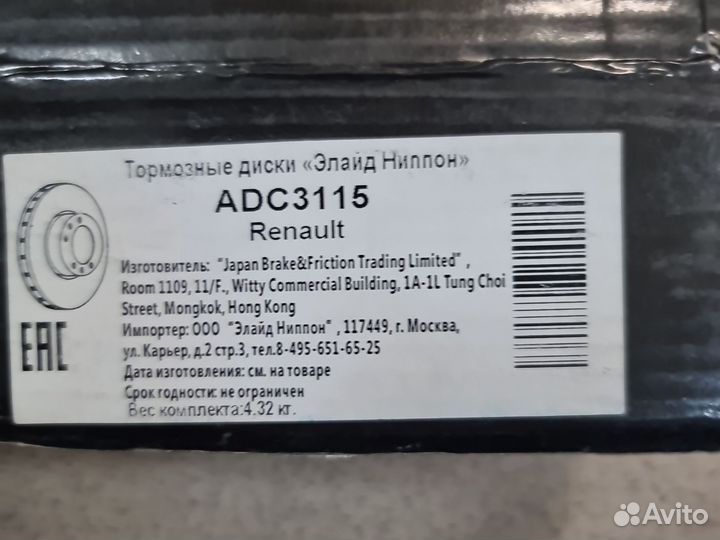 Тормозные диски «Элайд Ниппон»
ADC3115
Renault
Изготовитель: "Japan Brake&Friction Trading Limited" ,
Room 1109, 11/F., Witty Commercial Building, 1A-1L Tung Choi
Street, Mongkok, Hong Kong
Импортер: ООО "Элайд Ниппон" , 117449, г. Москва,
ул. Карьер, д.2 стр.3, тел.8-495-651-65-25
Дата изготовления: см. на товаре
Срок годности: не ограничен
Вес комплекта:4.32 кг.
EAC
Avito